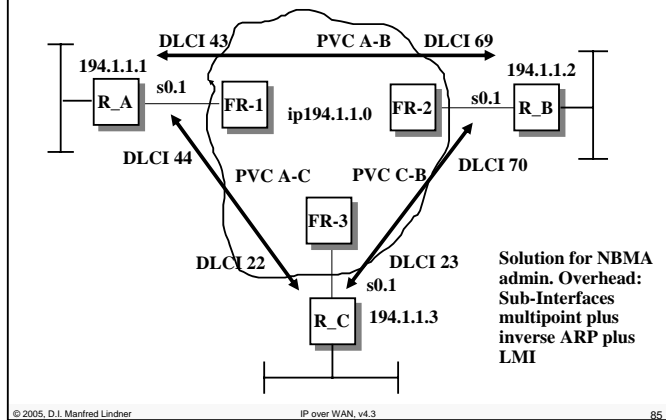 DLCI 43 PVC A-B DLCI 69
194.1.1.1
194.1.1.2
s0.1
s0.1
R_A
FR-1
ip194.1.1.0
FR-2
R_B
DLCI 44
DLCI 70
PVC A-C
PVC C-B
FR-3
DLCI 22
DLCI 23
s0.1
R_C
194.1.1.3
Solution for NBMA
admin. Overhead:
Sub-Interfaces
multipoint plus
inverse ARP plus
LMI
© 2005, D.I. Manfred Lindner
IP over WAN, v4.3
85